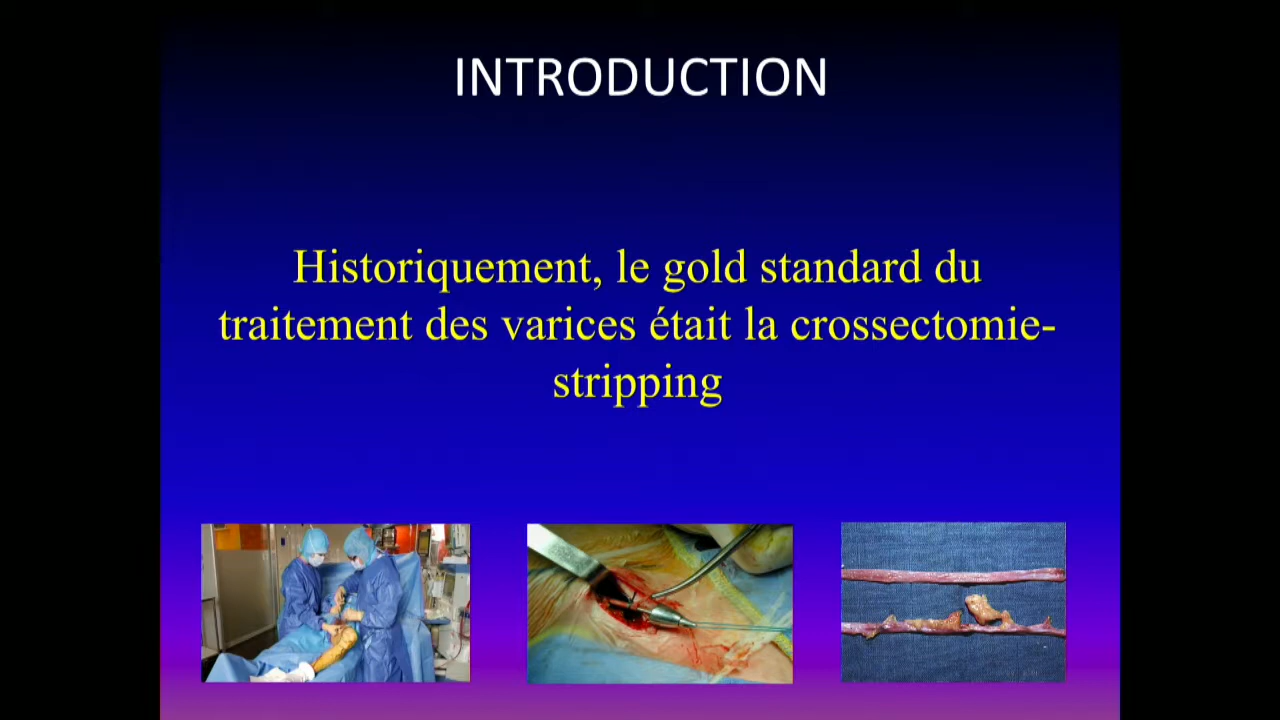 INTRODUCTION
Historiquement, le gold standard du
traitement des varices était la crossectomie-
stripping